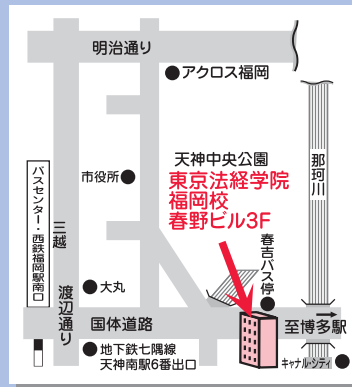 明治通り
アクロス福岡
那珂川
天神中央公園
市役所
東京法経学院
福岡校
春野ビル3F
バスセンター・西鉄福岡駅南口
三越
渡辺通り
春吉バス停
大丸
国体道路
至博多駅
地下鉄七隈線
天神南駅6番出口
キャナル・シティ